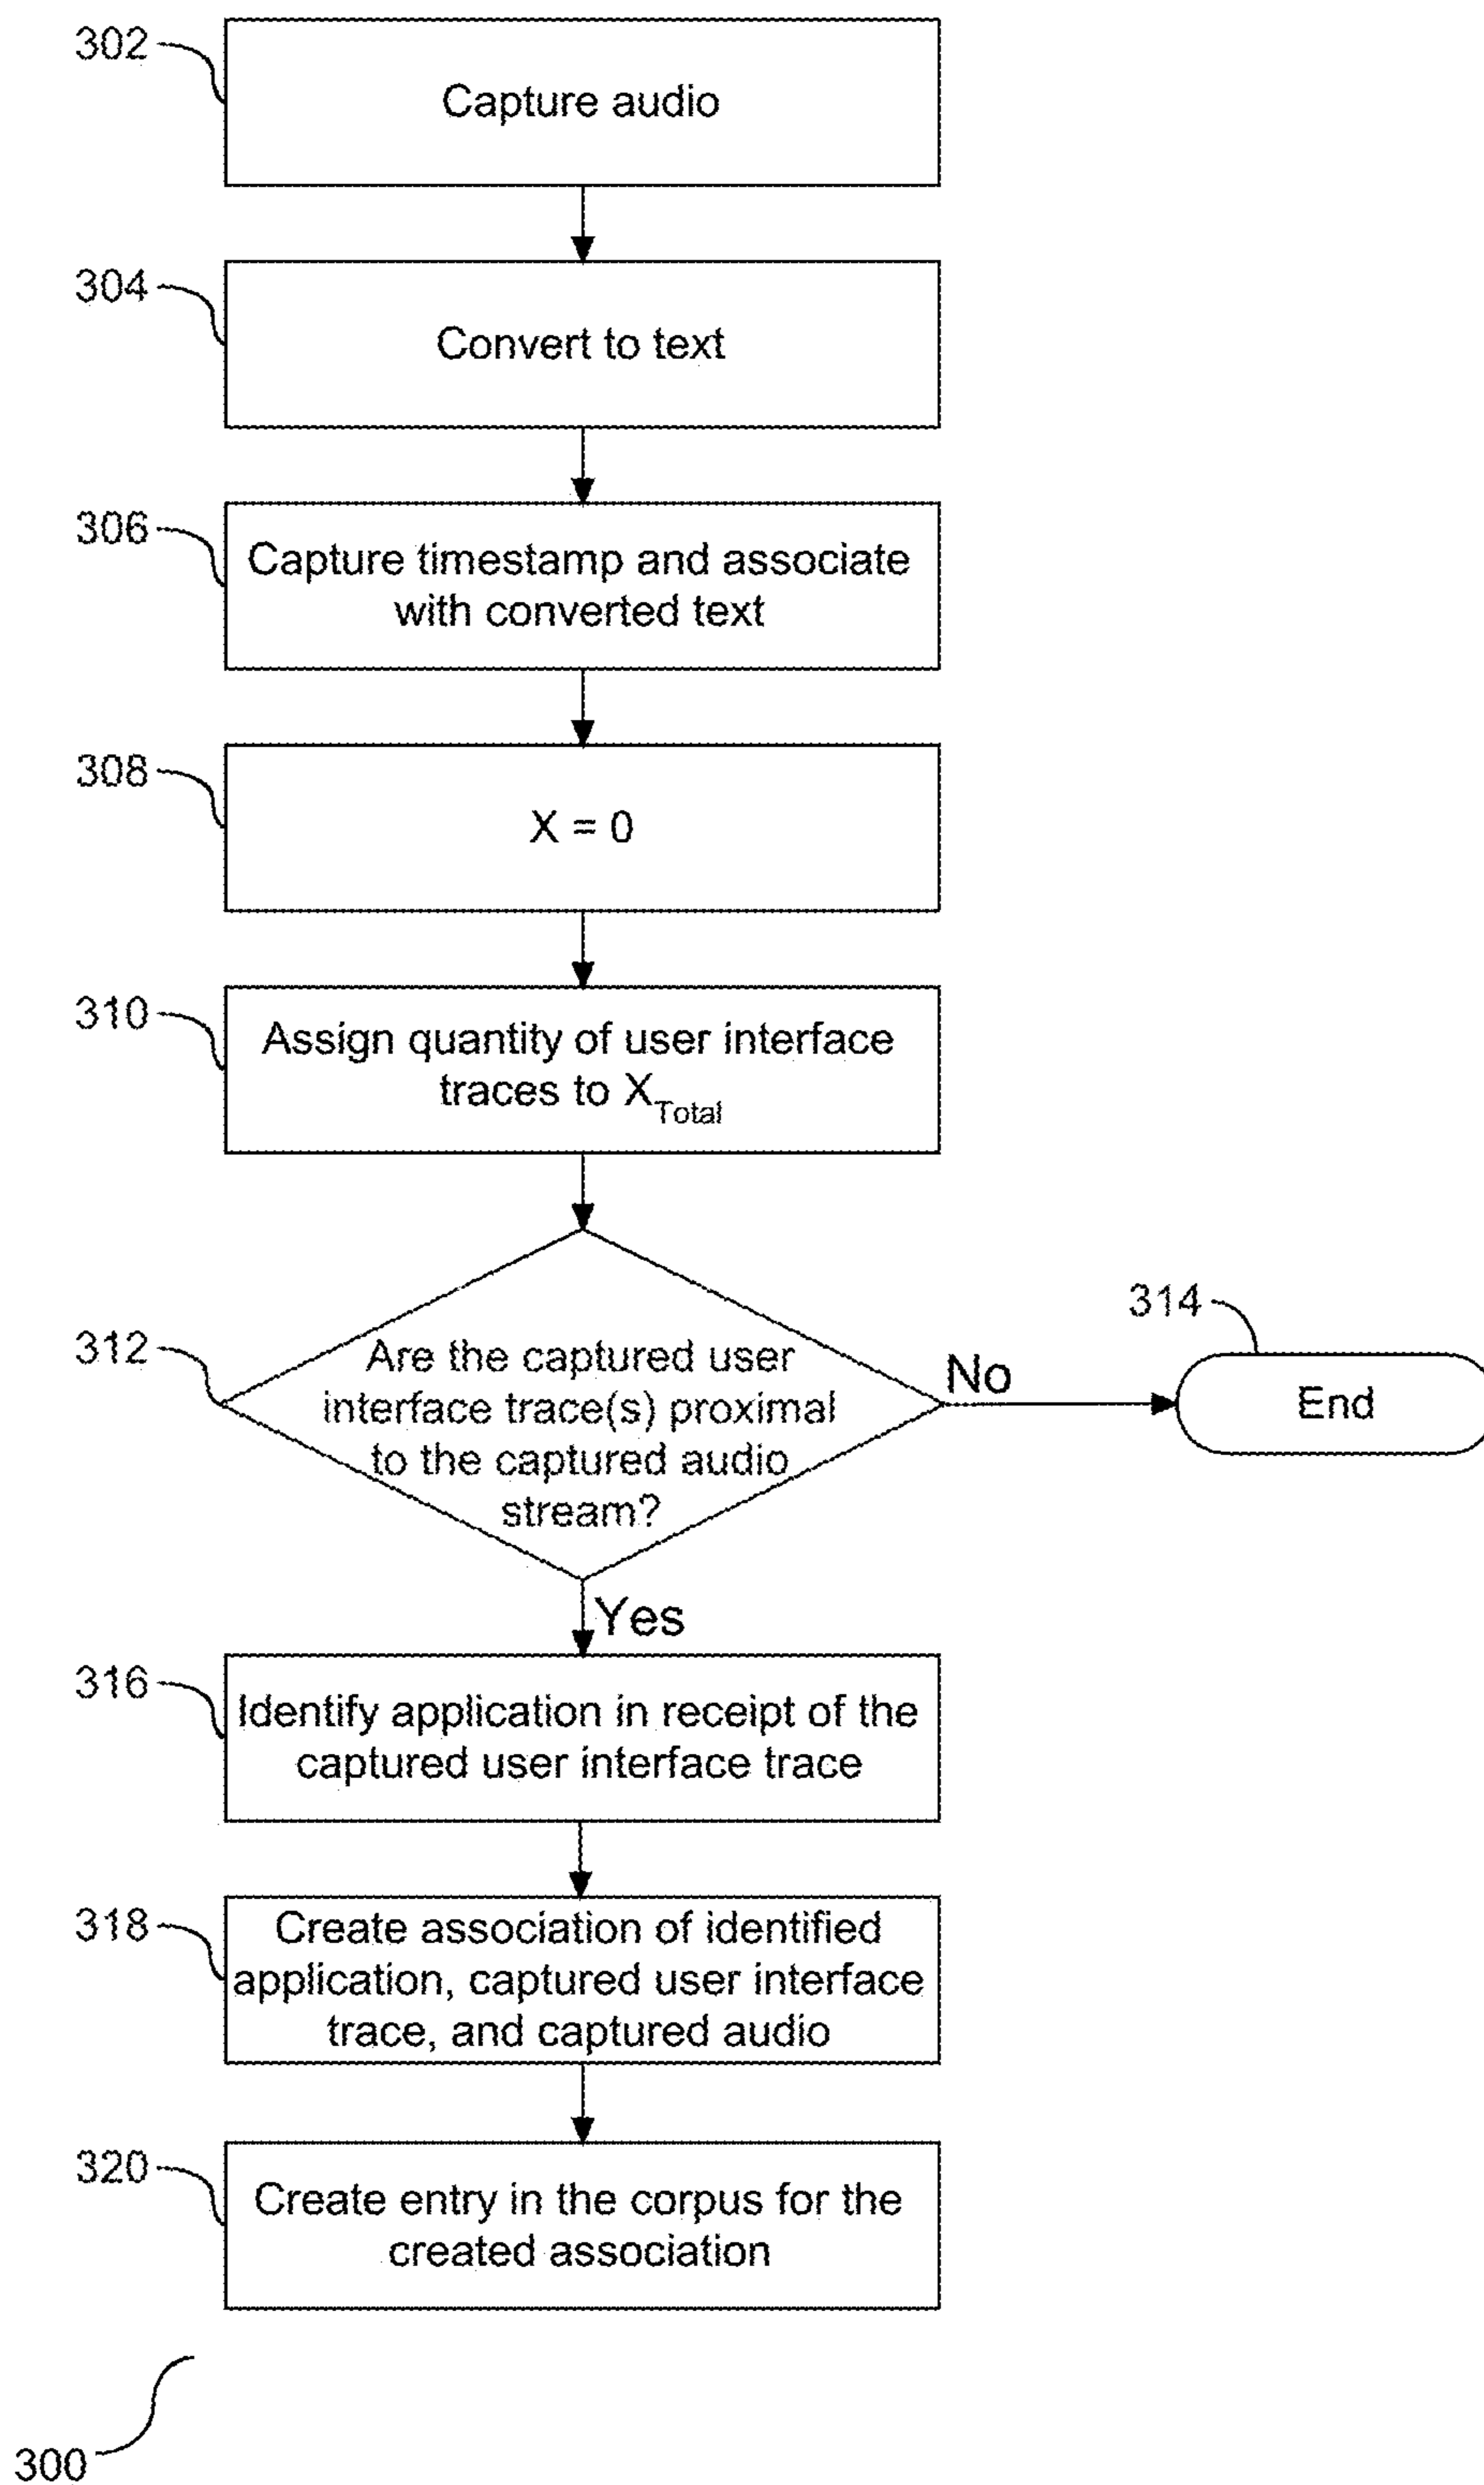 302
Capture audio
304
Convert to text
306
Capture timestamp and associate
with converted text
308
X = 0
310
Assign quantity of user interface
traces to X_Total
312
Are the captured user
interface trace(s) proximal
to the captured audio
stream?
No
314
End
Yes
316
Identify application in receipt of the
captured user interface trace
318
Create association of identified
application, captured user interface
trace, and captured audio
320
Create entry in the corpus for the
created association
300